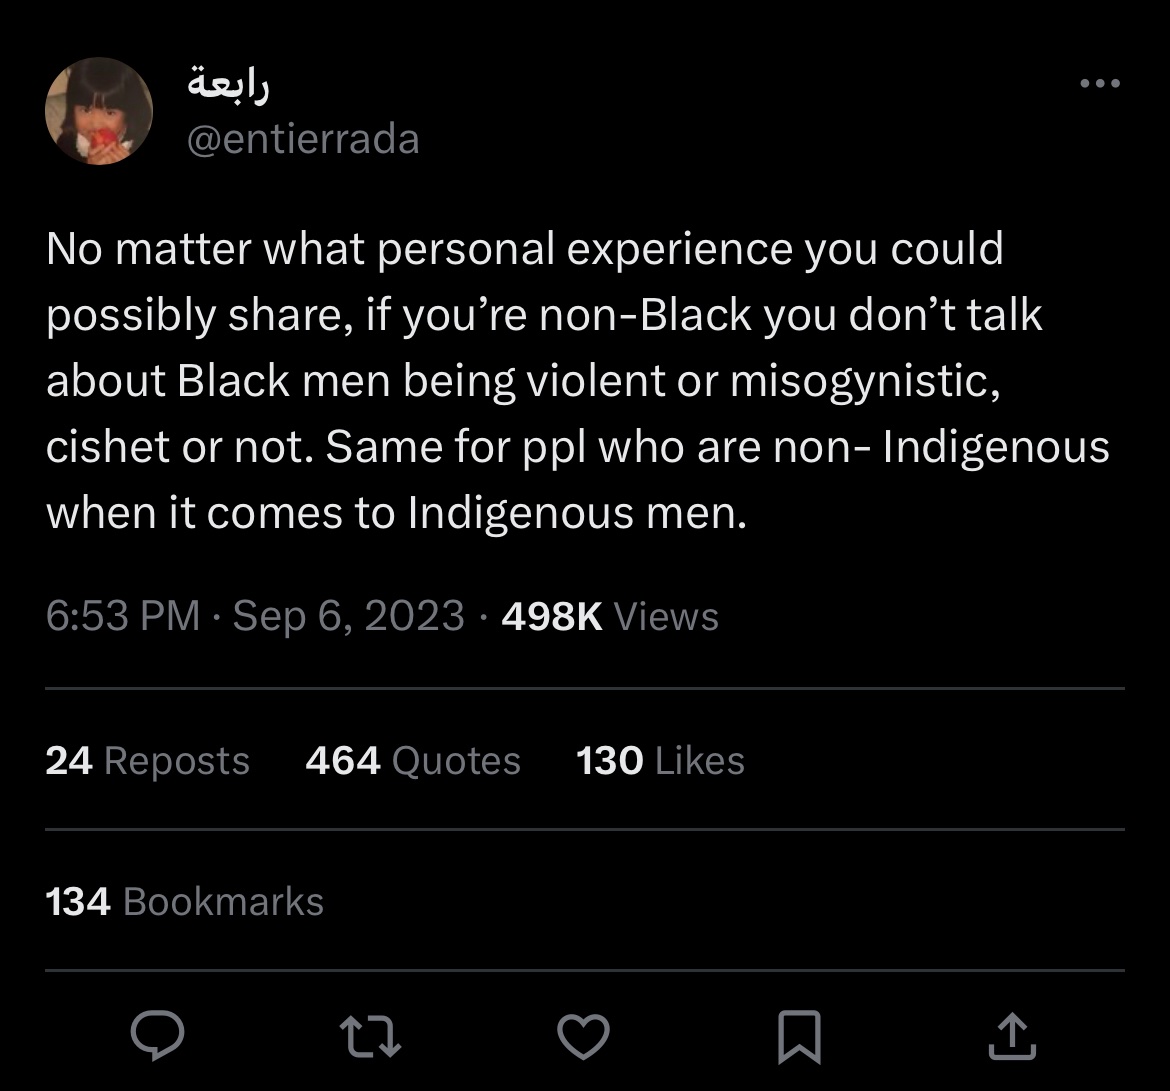 رابعة
@entierrada
No matter what personal experience you could
possibly share, if you’re non-Black you don’t talk
about Black men being violent or misogynistic,
cishet or not. Same for ppl who are non- Indigenous
when it comes to Indigenous men.
6:53 PM · Sep 6, 2023 · 498K Views
24 Reposts 464 Quotes 130 Likes
134 Bookmarks